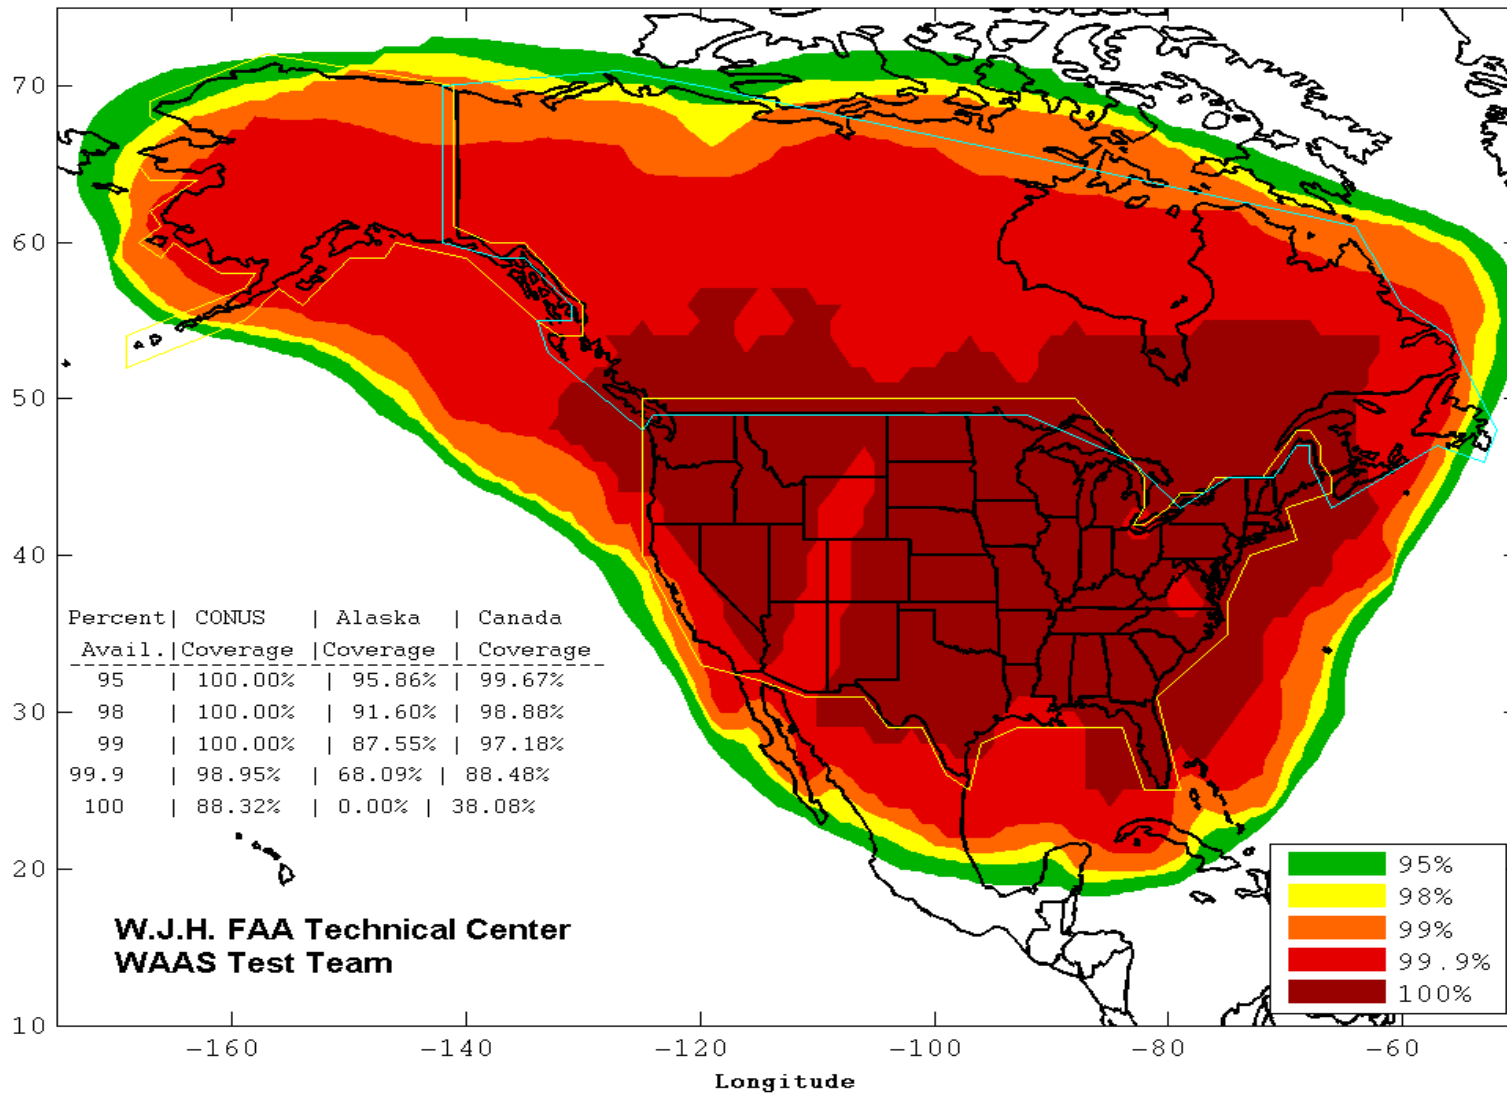 70
60
50
40
30
20
10
Percent| CONUS | Alaska | Canada
Avail.|Coverage |Coverage | Coverage
--------------------------------------
95 | 100.00% | 95.86% | 99.67%
98 | 100.00% | 91.60% | 98.88%
99 | 100.00% | 87.55% | 97.18%
99.9 | 98.95% | 68.09% | 88.48%
100 | 88.32% | 0.00% | 38.08%
W.J.H. FAA Technical Center
WAAS Test Team
95%
98%
99%
99.9%
100%
-160 -140 -120 -100 -80 -60
Longitude